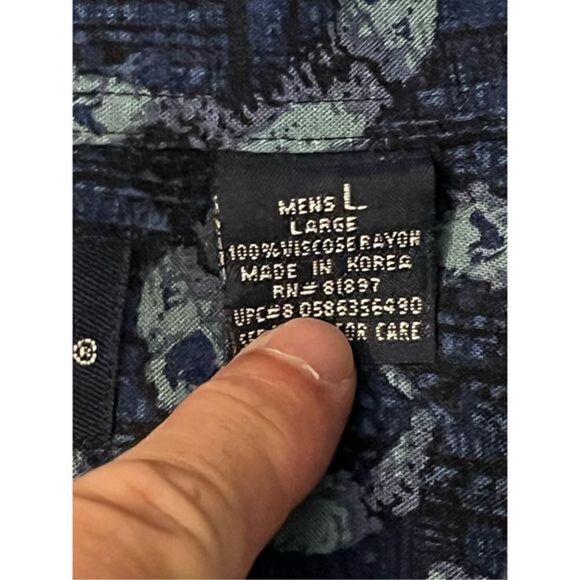 MENS L
LARGE
100% VISCOSE RAYON
MADE IN KOREA
RN# 81897
UPC#8 0586356490
FOR CARE
®